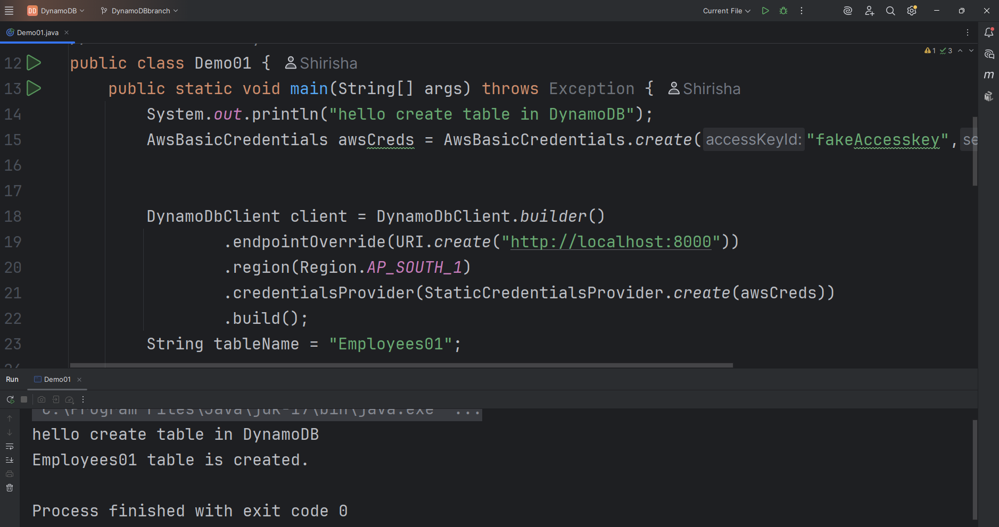 DD DynamoDB DynamoDBbranch Current File
Demo01.java
1 3
12 public class Demo01 { Shirisha
13 public static void main(String[] args) throws Exception { Shirisha
14 System.out.println("hello create table in DynamoDB");
15 AwsBasicCredentials awsCreds = AwsBasicCredentials.create( accessKeyId: "fakeAccesskey", se
16
17
18 DynamoDbClient client = DynamoDbClient.builder()
19 .endpointOverride(URI.create("http://localhost:8000"))
20 .region(Region.AP_SOUTH_1)
21 .credentialsProvider(StaticCredentialsProvider.create(awsCreds))
22 .build();
23 String tableName = "Employees01";
Run Demo01
"C:\Program Files\Java\jdk-17\bin\java.exe" ...
hello create table in DynamoDB
Employees01 table is created.
Process finished with exit code 0